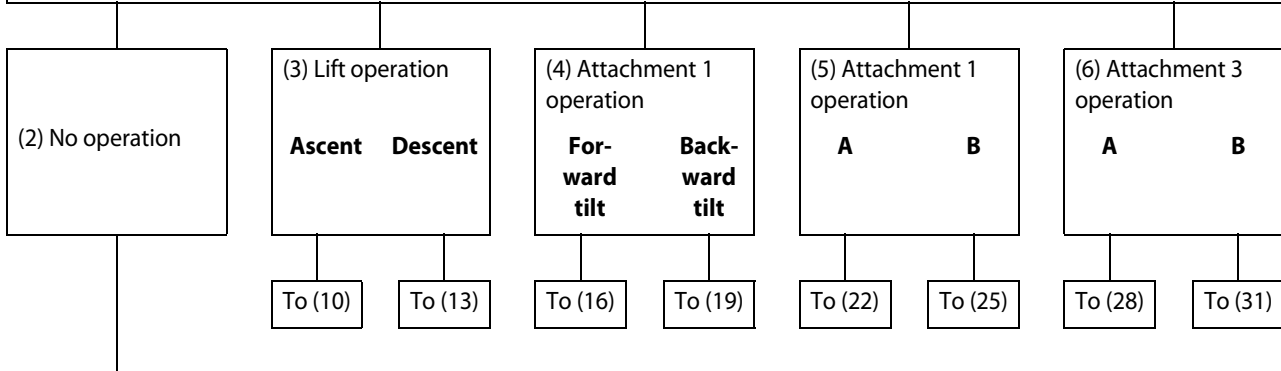 (2) No operation
(3) Lift operation
Ascent Descent
To (10) To (13)
(4) Attachment 1
operation
For-
ward
tilt
Back-
ward
tilt
To (16) To (19)
(5) Attachment 1
operation
A B
To (22) To (25)
(6) Attachment 3
operation
A B
To (28) To (31)